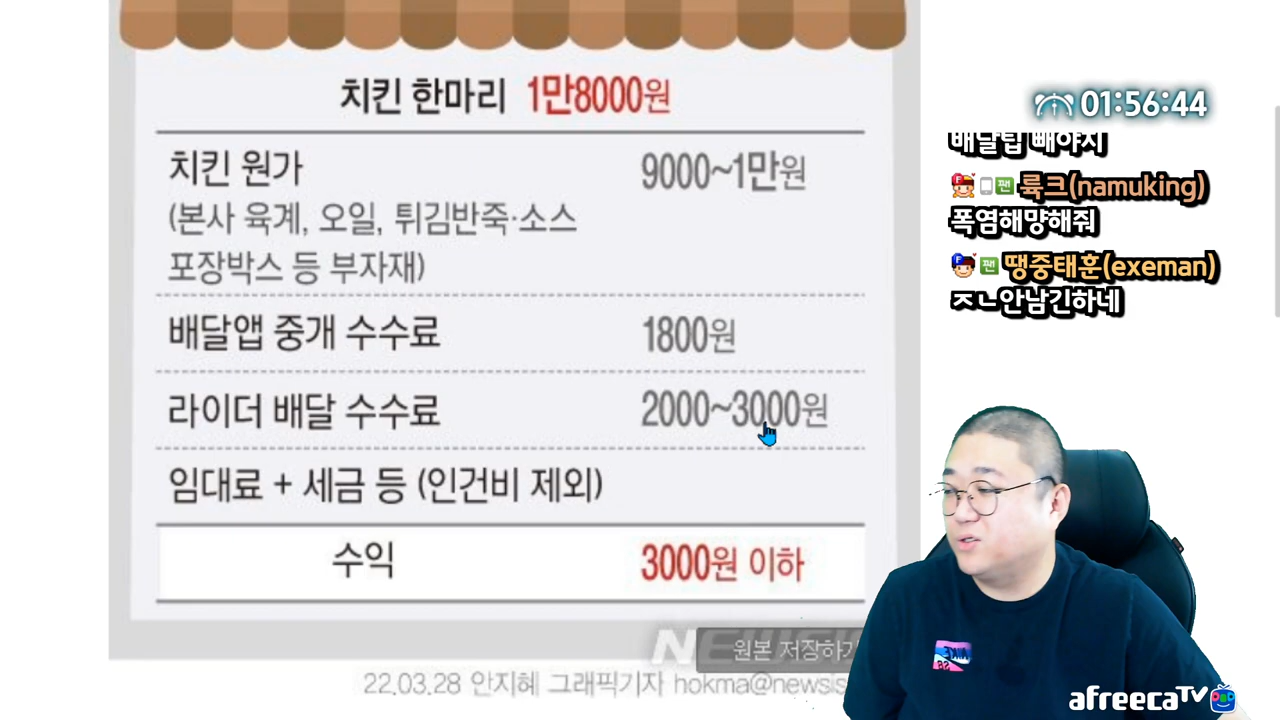 치킨 한마리 1만8000원
치킨 원가 9000~1만원
(본사 육계, 오일, 튀김반죽·소스
포장박스 등 부자재)
배달앱 중개 수수료 1800원
라이더 배달 수수료 2000~3000원
임대료 + 세금 등 (인건비 제외)
수익 3000원 이하
원본 저장하기
22.03.28 안지혜 그래픽기자 hokma@newsis
01:56:44
배달팁 빼야지
륙크(namuking)
폭염해먕해줘
땡중태훈(exeman)
ㅈㄴ안남긴하네
afreecaTV